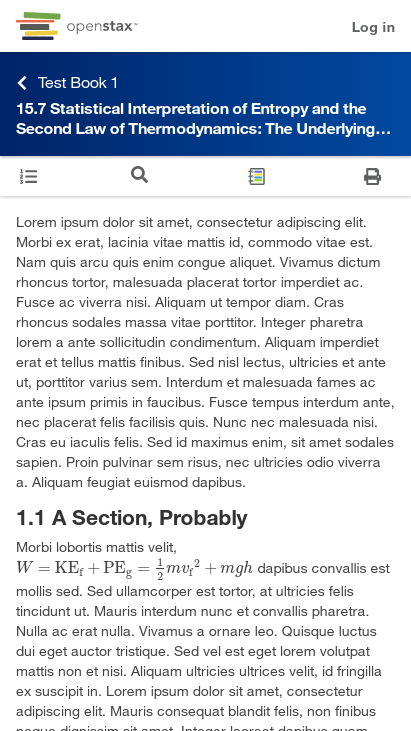 openstax™
Log in
Test Book 1
15.7 Statistical Interpretation of Entropy and the
Second Law of Thermodynamics: The Underlying…
Lorem ipsum dolor sit amet, consectetur adipiscing elit.
Morbi ex erat, lacinia vitae mattis id, commodo vitae est.
Nam quis arcu quis enim congue aliquet. Vivamus dictum
rhoncus tortor, malesuada placerat tortor imperdiet ac.
Fusce ac viverra nisi. Aliquam ut tempor diam. Cras
rhoncus sodales massa vitae porttitor. Integer pharetra
lorem a ante sollicitudin condimentum. Aliquam imperdiet
erat et tellus mattis finibus. Sed nisl lectus, ultricies et ante
ut, porttitor varius sem. Interdum et malesuada fames ac
ante ipsum primis in faucibus. Fusce tempus interdum ante,
nec placerat felis facilisis quis. Nunc nec malesuada nisi.
Cras eu iaculis felis. Sed id maximus enim, sit amet sodales
sapien. Proin pulvinar sem risus, nec ultricies odio viverra
a. Aliquam feugiat euismod dapibus.
1.1 A Section, Probably
Morbi lobortis mattis velit,
W = KE_f + PE_g = 1/2 mv_f² + mgh dapibus convallis est
mollis sed. Sed ullamcorper est tortor, at ultricies felis
tincidunt ut. Mauris interdum nunc et convallis pharetra.
Nulla ac erat nulla. Vivamus a ornare leo. Quisque luctus
dui eget auctor tristique. Sed vel est eget lorem volutpat
mattis non et nisi. Aliquam ultricies ultrices velit, id fringilla
ex suscipit in. Lorem ipsum dolor sit amet, consectetur
adipiscing elit. Mauris consequat blandit felis, non finibus
neque dignissim sit amet. Integer laoreet dapibus quam